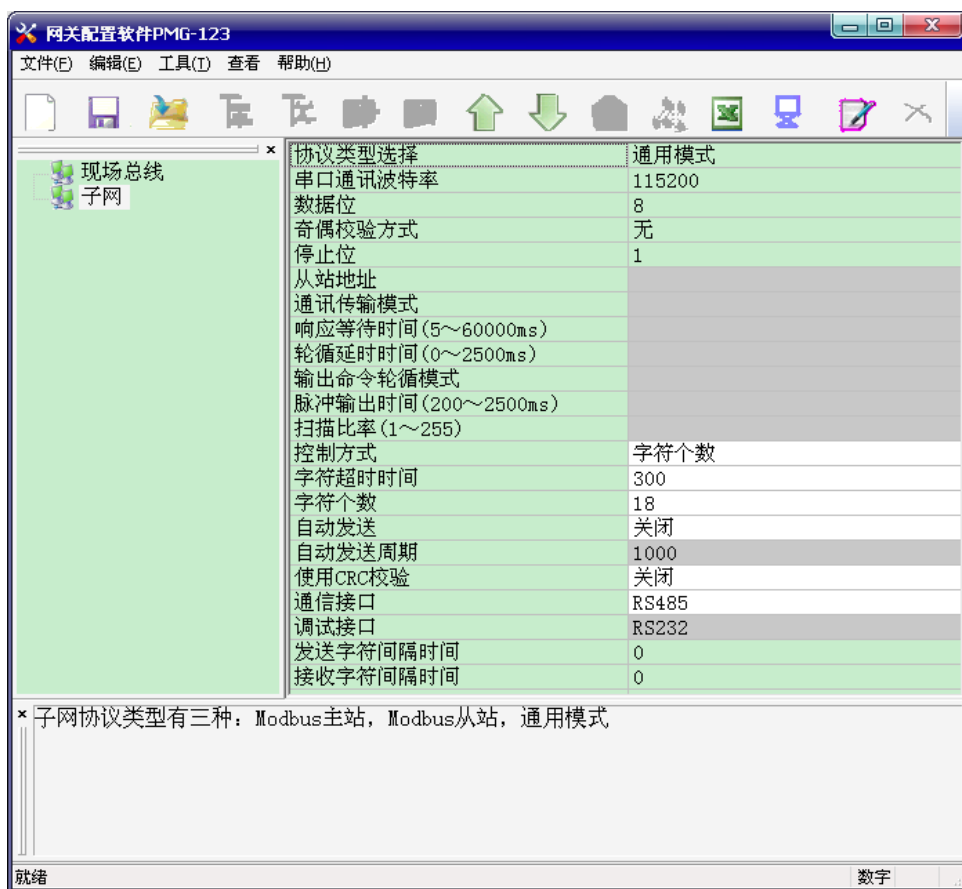 网关配置软件PMG-123
文件(F) 编辑(E) 工具(T) 查看 帮助(H)
现场总线
子网
协议类型选择 通用模式
串口通讯波特率 115200
数据位 8
奇偶校验方式 无
停止位 1
从站地址
通讯传输模式
响应等待时间(5～60000ms)
轮循延时时间(0～2500ms)
输出命令轮循模式
脉冲输出时间(200～2500ms)
扫描比率(1～255)
控制方式 字符个数
字符超时时间 300
字符个数 18
自动发送 关闭
自动发送周期 1000
使用CRC校验 关闭
通信接口 RS485
调试接口 RS232
发送字符间隔时间 0
接收字符间隔时间 0
子网协议类型有三种: Modbus主站, Modbus从站, 通用模式
就绪 数字